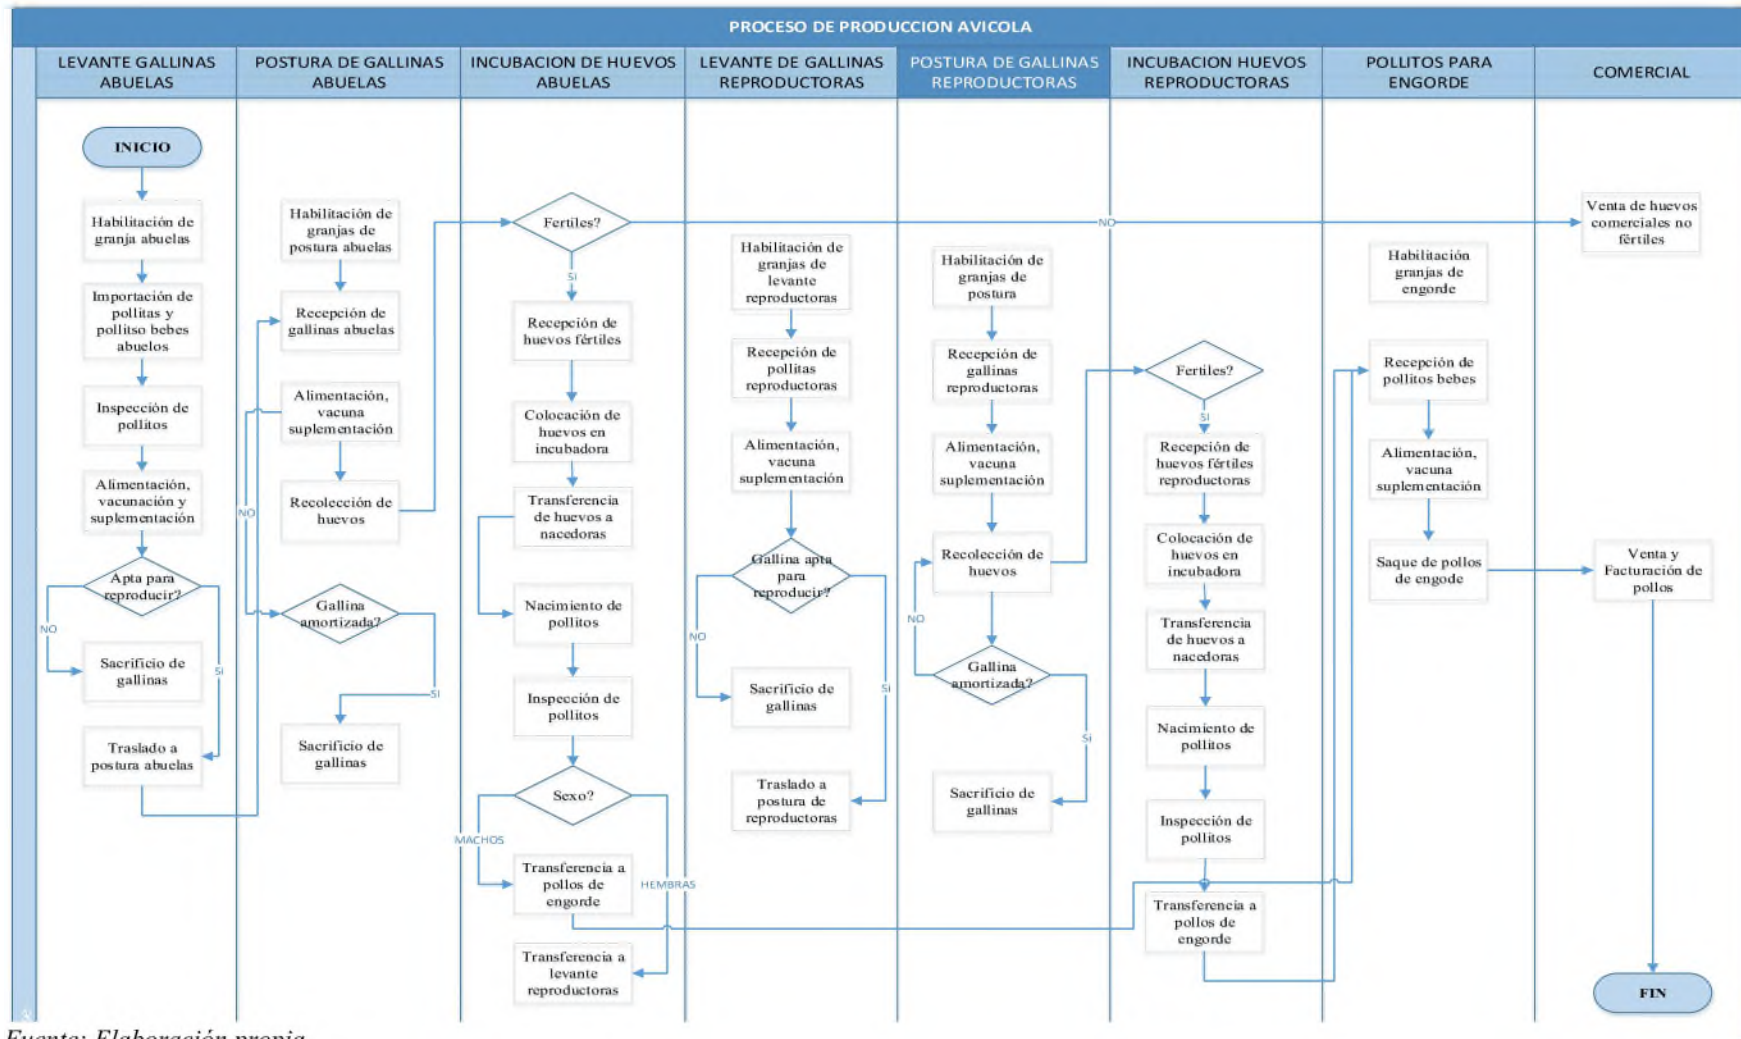 PROCESO DE PRODUCCION AVICOLA
LEVANTE GALLINAS
ABUELAS
POSTURA DE GALLINAS
ABUELAS
INCUBACION DE HUEVOS
ABUELAS
LEVANTE DE GALLINAS
REPRODUCTORAS
POSTURA DE GALLINAS
REPRODUCTORAS
INCUBACION HUEVOS
REPRODUCTORAS
POLLITOS PARA
ENGORDE
COMERCIAL
INICIO
Habilitación de
granja abuelas
Importación de
pollitas y
pollitso bebes
abuelos
Inspección de
pollitos
Alimentación,
vacunación y
suplementación
Apta para
reproducir?
NO
SI
Sacrificio de
gallinas
Traslado a
postura abuelas
Habilitación de
granjas de
postura abuelas
Recepción de
gallinas abuelas
Alimentación,
vacuna
suplementación
Recolección de
huevos
NO
Gallina
amortizada?
SI
Sacrificio de
gallinas
Fertiles?
NO
SI
Recepción de
huevos fértiles
Colocación de
huevos en
incubadora
Transferencia
de huevos a
nacedoras
Nacimiento de
pollitos
Inspección de
pollitos
Sexo?
MACHOS
HEMBRAS
Transferencia a
pollos de
engorde
Transferencia a
levante
reproductoras
Habilitación de
granjas de
levante
reproductoras
Recepción de
pollitas
reproductoras
Alimentación,
vacuna
suplementación
Gallina apta
para
reproducir?
NO
SI
Sacrificio de
gallinas
Traslado a
postura de
reproductoras
Habilitación de
granjas de
postura
Recepción de
gallinas
reproductoras
Alimentación,
vacuna
suplementación
Recolección de
huevos
NO
Gallina
amortizada?
SI
Sacrificio de
gallinas
Fertiles?
SI
Recepción de
huevos fértiles
reproductoras
Colocación de
huevos en
incubadora
Transferencia
de huevos a
nacedoras
Nacimiento de
pollitos
Inspección de
pollitos
Transferencia a
pollos de
engorde
Habilitación
granjas de
engorde
Recepción de
pollitos bebes
Alimentación,
vacuna
suplementación
Saque de pollos
de engode
Venta de huevos
comerciales no
fértiles
Venta y
Facturación de
pollos
FIN
Fuente: Elaboración propia